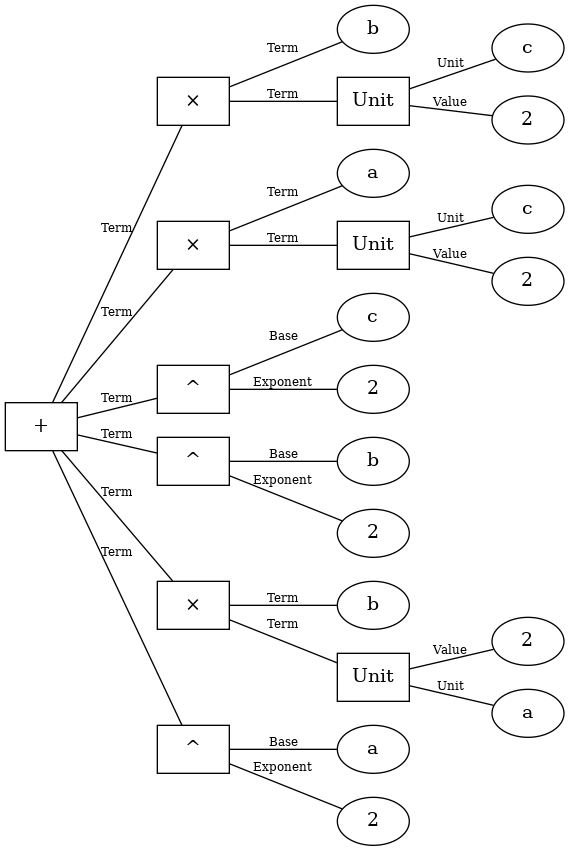 b
Term
c
Unit
×
Term
Unit
Value
2
Term
a
Term
c
Unit
Term
×
Term
Unit
Value
2
Term
c
Base
^
Exponent
2
Term
+
Term
^
Base
b
Exponent
Term
2
Term
×
Term
b
Term
2
Value
Unit
Unit
a
^
Base
a
Exponent
2